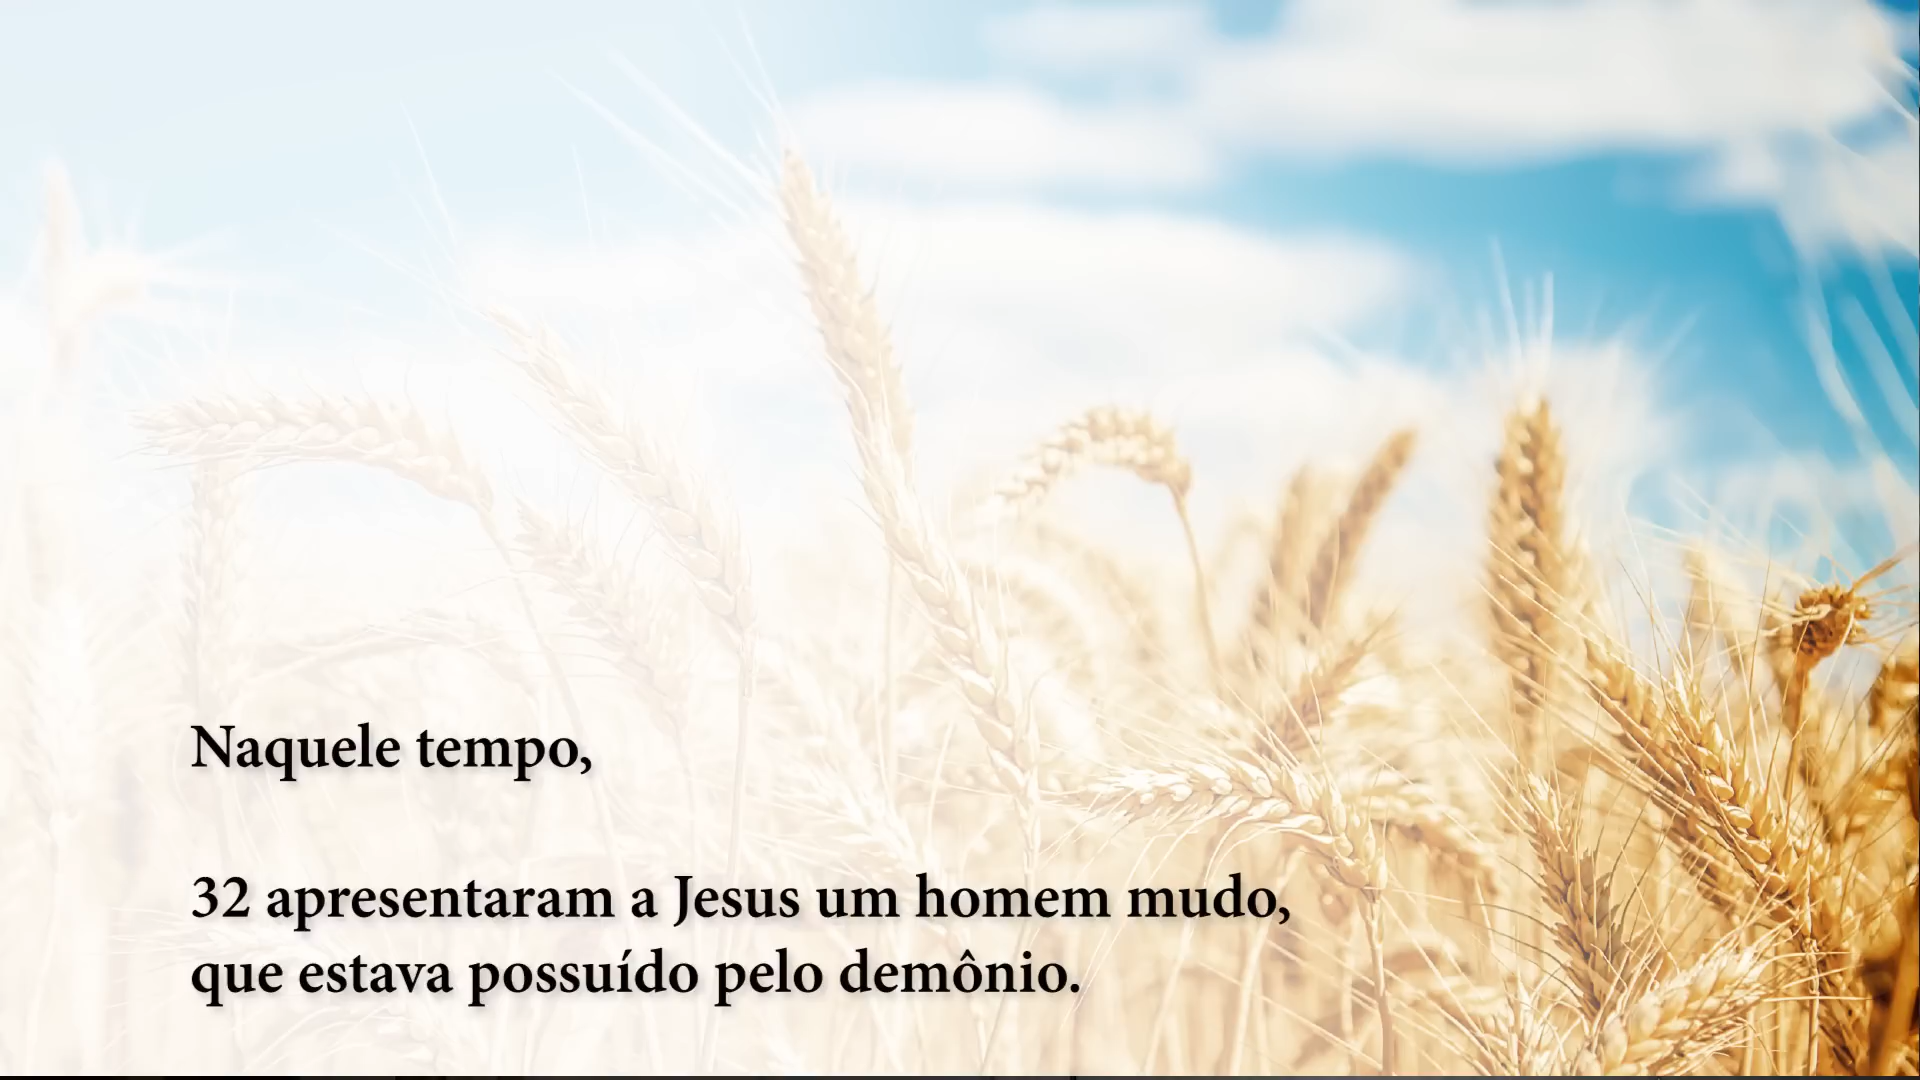 Naquele tempo,
32 apresentaram a Jesus um homem mudo,
que estava possuído pelo demônio.